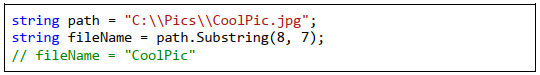 string path = "C:\\Pics\\CoolPic.jpg";
string fileName = path.Substring(8, 7);
// fileName = "CoolPic"